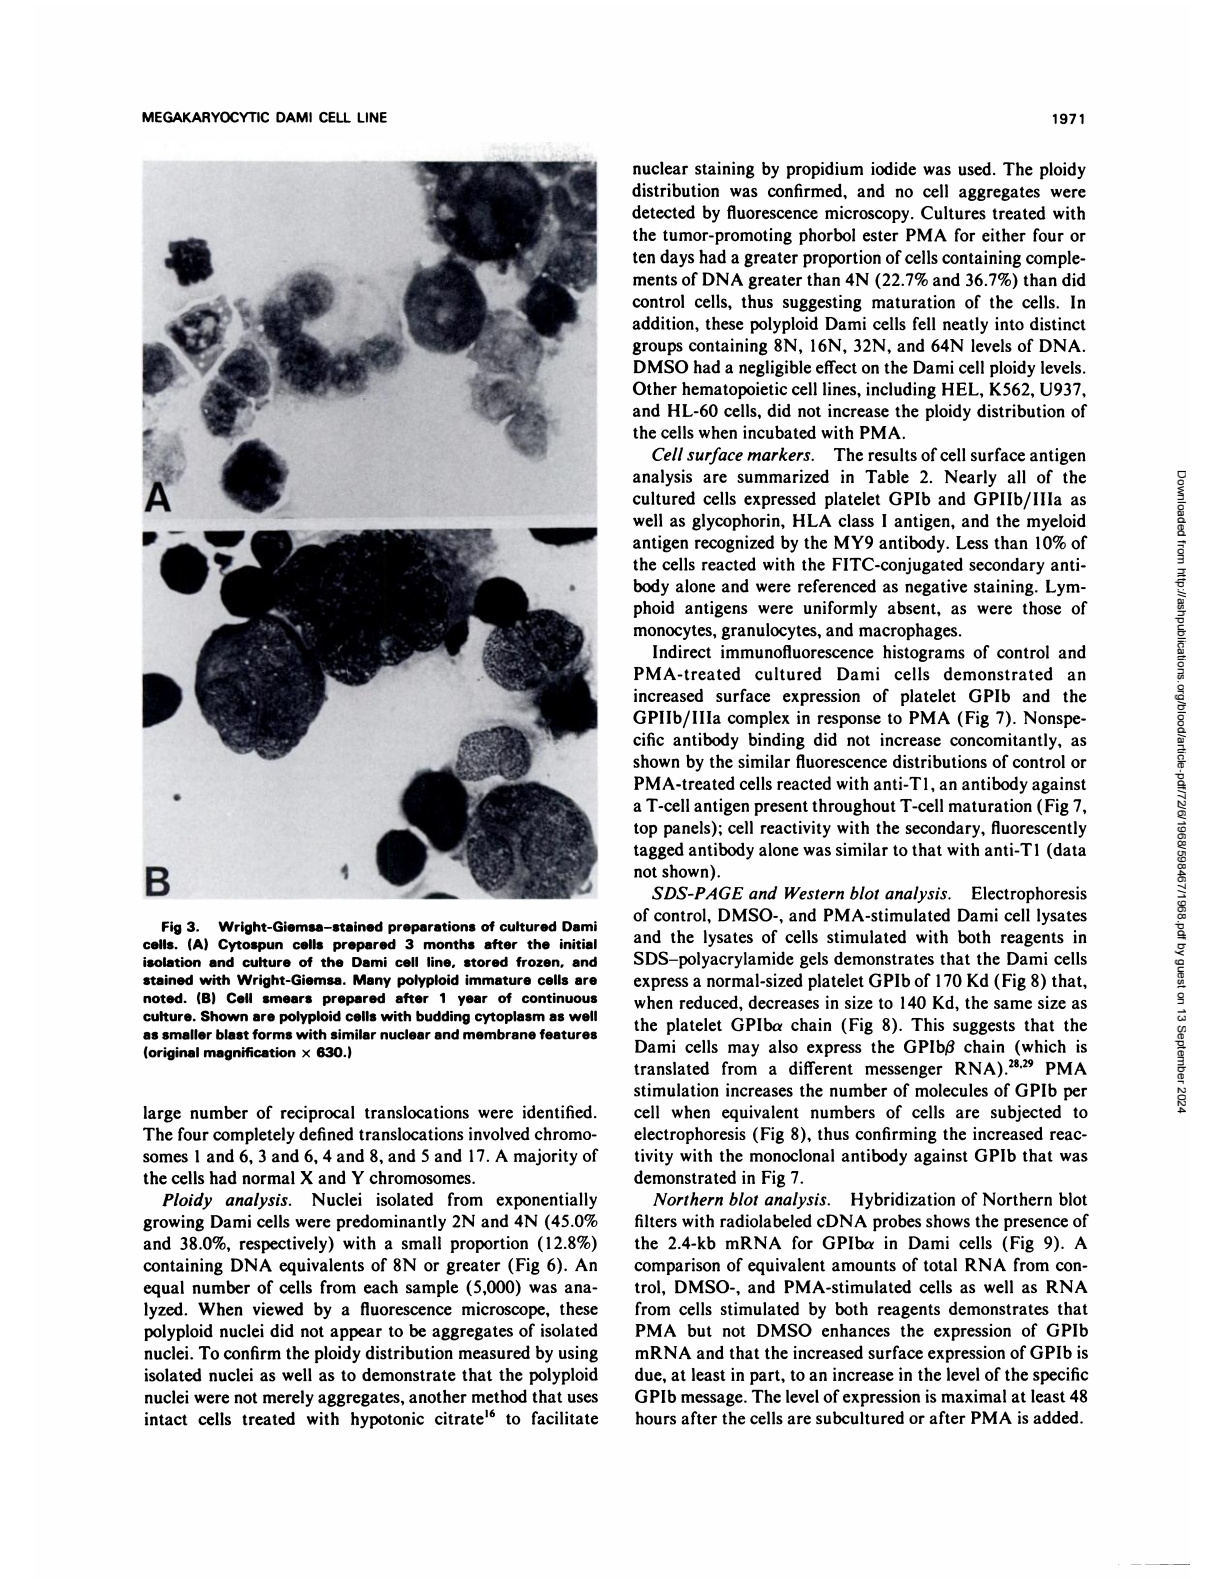 MEGAKARYOCYTIC DAMI CELL LINE
1971
A
B
Fig 3. Wright-Giemsa–stained preparations of cultured Dami
cells. (A) Cytospun cells prepared 3 months after the initial
isolation and culture of the Dami cell line, stored frozen, and
stained with Wright-Giemsa. Many polyploid immature cells are
noted. (B) Cell smears prepared after 1 year of continuous
culture. Shown are polyploid cells with budding cytoplasm as well
as smaller blast forms with similar nuclear and membrane features
(original magnification × 630.)
large number of reciprocal translocations were identified.
The four completely defined translocations involved chromo-
somes 1 and 6, 3 and 6, 4 and 8, and 5 and 17. A majority of
the cells had normal X and Y chromosomes.
Ploidy analysis. Nuclei isolated from exponentially
growing Dami cells were predominantly 2N and 4N (45.0%
and 38.0%, respectively) with a small proportion (12.8%)
containing DNA equivalents of 8N or greater (Fig 6). An
equal number of cells from each sample (5,000) was ana-
lyzed. When viewed by a fluorescence microscope, these
polyploid nuclei did not appear to be aggregates of isolated
nuclei. To confirm the ploidy distribution measured by using
isolated nuclei as well as to demonstrate that the polyploid
nuclei were not merely aggregates, another method that uses
intact cells treated with hypotonic citrate¹⁶ to facilitate
nuclear staining by propidium iodide was used. The ploidy
distribution was confirmed, and no cell aggregates were
detected by fluorescence microscopy. Cultures treated with
the tumor-promoting phorbol ester PMA for either four or
ten days had a greater proportion of cells containing comple-
ments of DNA greater than 4N (22.7% and 36.7%) than did
control cells, thus suggesting maturation of the cells. In
addition, these polyploid Dami cells fell neatly into distinct
groups containing 8N, 16N, 32N, and 64N levels of DNA.
DMSO had a negligible effect on the Dami cell ploidy levels.
Other hematopoietic cell lines, including HEL, K562, U937,
and HL-60 cells, did not increase the ploidy distribution of
the cells when incubated with PMA.
Cell surface markers. The results of cell surface antigen
analysis are summarized in Table 2. Nearly all of the
cultured cells expressed platelet GPIb and GPIIb/IIIa as
well as glycophorin, HLA class I antigen, and the myeloid
antigen recognized by the MY9 antibody. Less than 10% of
the cells reacted with the FITC-conjugated secondary anti-
body alone and were referenced as negative staining. Lym-
phoid antigens were uniformly absent, as were those of
monocytes, granulocytes, and macrophages.
Indirect immunofluorescence histograms of control and
PMA-treated cultured Dami cells demonstrated an
increased surface expression of platelet GPIb and the
GPIIb/IIIa complex in response to PMA (Fig 7). Nonspe-
cific antibody binding did not increase concomitantly, as
shown by the similar fluorescence distributions of control or
PMA-treated cells reacted with anti-T1, an antibody against
a T-cell antigen present throughout T-cell maturation (Fig 7,
top panels); cell reactivity with the secondary, fluorescently
tagged antibody alone was similar to that with anti-T1 (data
not shown).
SDS-PAGE and Western blot analysis. Electrophoresis
of control, DMSO-, and PMA-stimulated Dami cell lysates
and the lysates of cells stimulated with both reagents in
SDS–polyacrylamide gels demonstrates that the Dami cells
express a normal-sized platelet GPIb of 170 Kd (Fig 8) that,
when reduced, decreases in size to 140 Kd, the same size as
the platelet GPIbα chain (Fig 8). This suggests that the
Dami cells may also express the GPIbβ chain (which is
translated from a different messenger RNA).²⁸,²⁹ PMA
stimulation increases the number of molecules of GPIb per
cell when equivalent numbers of cells are subjected to
electrophoresis (Fig 8), thus confirming the increased reac-
tivity with the monoclonal antibody against GPIb that was
demonstrated in Fig 7.
Northern blot analysis. Hybridization of Northern blot
filters with radiolabeled cDNA probes shows the presence of
the 2.4-kb mRNA for GPIbα in Dami cells (Fig 9). A
comparison of equivalent amounts of total RNA from con-
trol, DMSO-, and PMA-stimulated cells as well as RNA
from cells stimulated by both reagents demonstrates that
PMA but not DMSO enhances the expression of GPIb
mRNA and that the increased surface expression of GPIb is
due, at least in part, to an increase in the level of the specific
GPIb message. The level of expression is maximal at least 48
hours after the cells are subcultured or after PMA is added.
Downloaded from http://ashpublications.org/blood/article-pdf/72/6/1968/598467/1968.pdf by guest on 13 September 2024